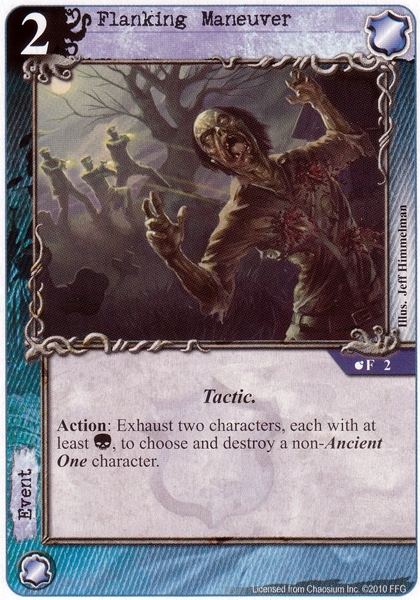 2
Flanking Maneuver
Illus. Jeff Himmelman
F 2
Tactic.
Action: Exhaust two characters, each with at
least , to choose and destroy a non-Ancient
One character.
Event
Licensed from Chaosium Inc. ©2010 FFG